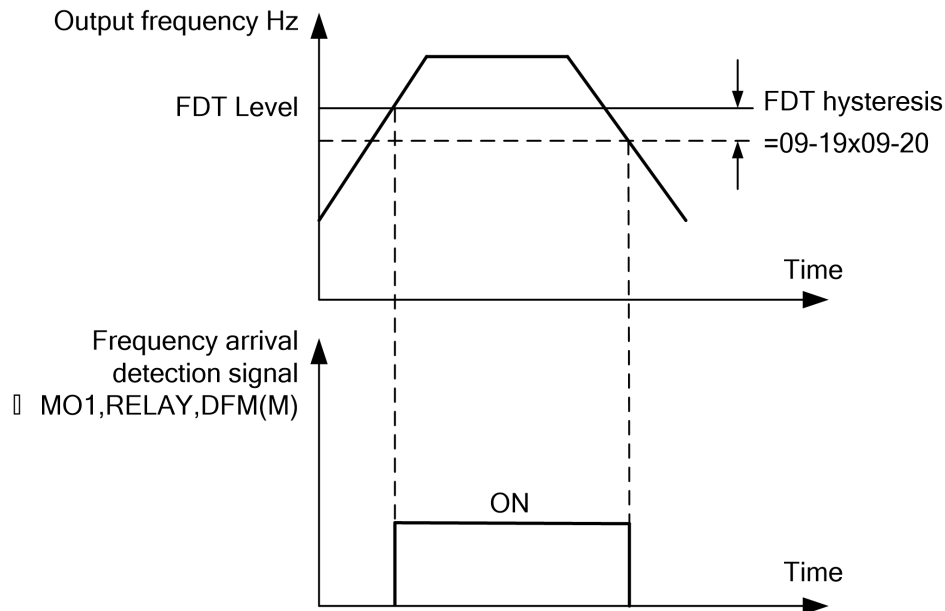 Output frequency Hz
FDT Level
FDT hysteresis
=09-19x09-20
Time
Frequency arrival
detection signal
▯ MO1,RELAY,DFM(M)
ON
Time